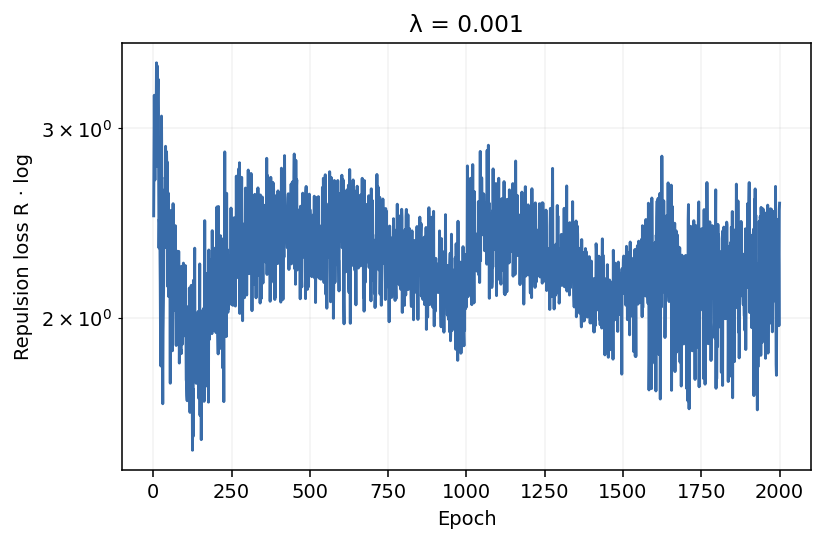 λ = 0.001
Repulsion loss R · log
3 × 10⁰
2 × 10⁰
0 250 500 750 1000 1250 1500 1750 2000
Epoch